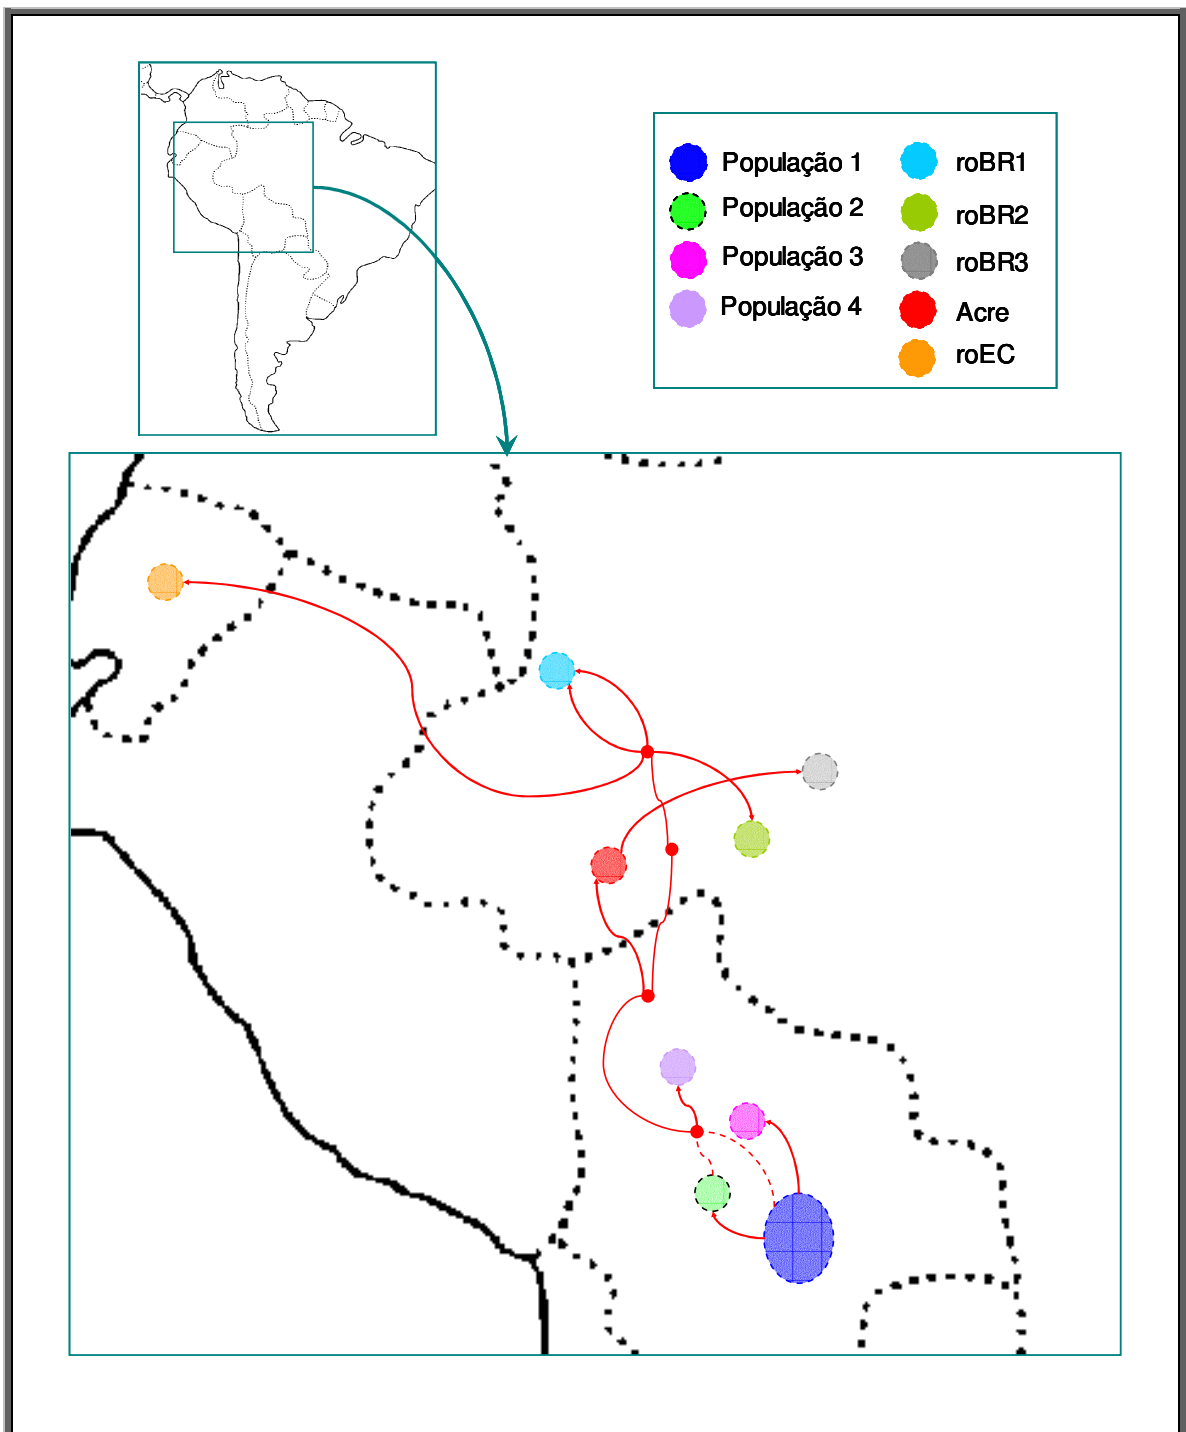 População 1
População 2
População 3
População 4
roBR1
roBR2
roBR3
Acre
roEC